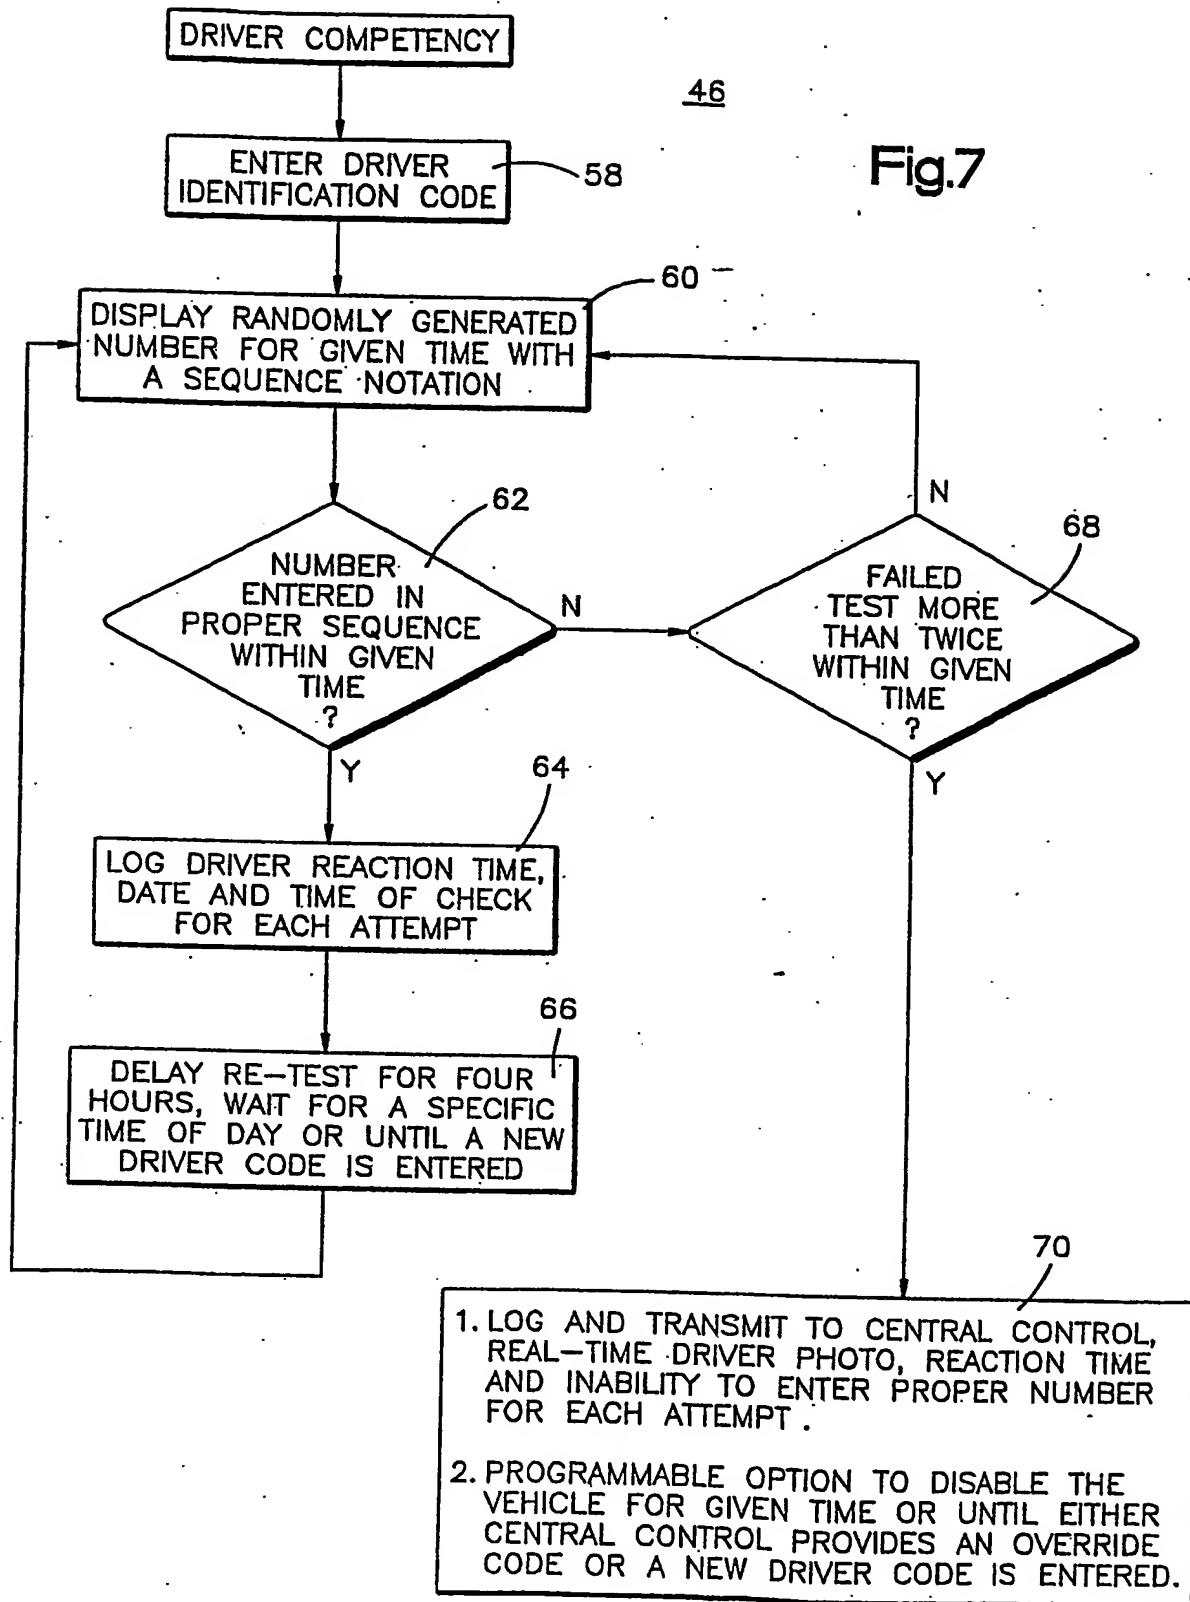 DRIVER COMPETENCY
46
Fig.7
ENTER DRIVER
IDENTIFICATION CODE
58
60
DISPLAY RANDOMLY GENERATED
NUMBER FOR GIVEN TIME WITH
A SEQUENCE NOTATION
62
NUMBER
ENTERED IN
PROPER SEQUENCE
WITHIN GIVEN
TIME
?
N
Y
N
68
FAILED
TEST MORE
THAN TWICE
WITHIN GIVEN
TIME
?
Y
64
LOG DRIVER REACTION TIME,
DATE AND TIME OF CHECK
FOR EACH ATTEMPT
66
DELAY RE-TEST FOR FOUR
HOURS, WAIT FOR A SPECIFIC
TIME OF DAY OR UNTIL A NEW
DRIVER CODE IS ENTERED
70
1. LOG AND TRANSMIT TO CENTRAL CONTROL,
REAL-TIME DRIVER PHOTO, REACTION TIME
AND INABILITY TO ENTER PROPER NUMBER
FOR EACH ATTEMPT.
2. PROGRAMMABLE OPTION TO DISABLE THE
VEHICLE FOR GIVEN TIME OR UNTIL EITHER
CENTRAL CONTROL PROVIDES AN OVERRIDE
CODE OR A NEW DRIVER CODE IS ENTERED.